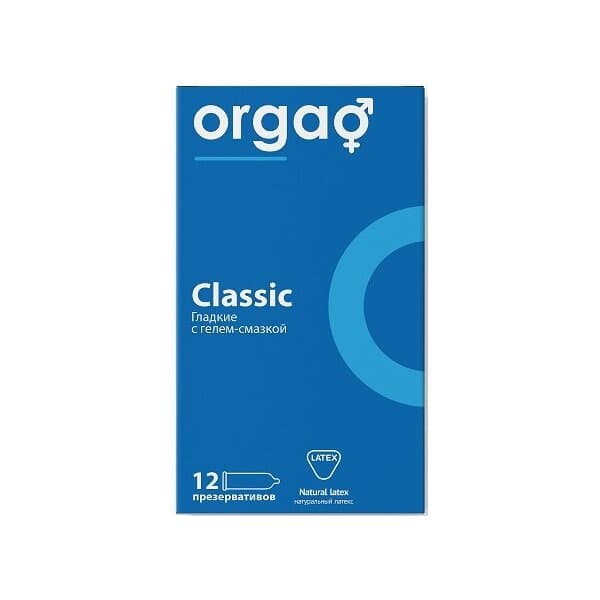 orgao
Classic
Гладкие
с гелем-смазкой
12
презервативов
LATEX
Natural latex
натуральный латекс